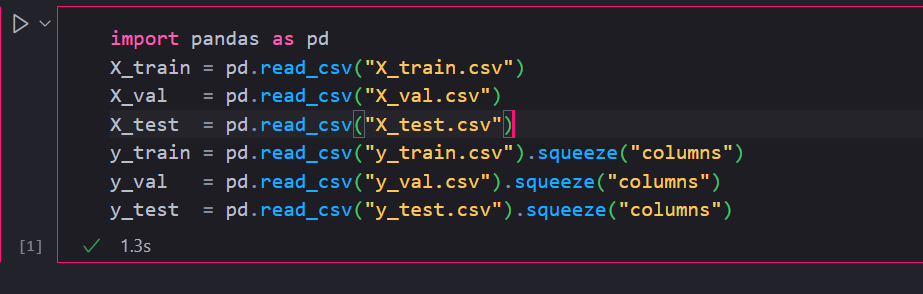 import pandas as pd
X_train = pd.read_csv("X_train.csv")
X_val   = pd.read_csv("X_val.csv")
X_test  = pd.read_csv("X_test.csv")
y_train = pd.read_csv("y_train.csv").squeeze("columns")
y_val   = pd.read_csv("y_val.csv").squeeze("columns")
y_test  = pd.read_csv("y_test.csv").squeeze("columns")
[1] ✓ 1.3s